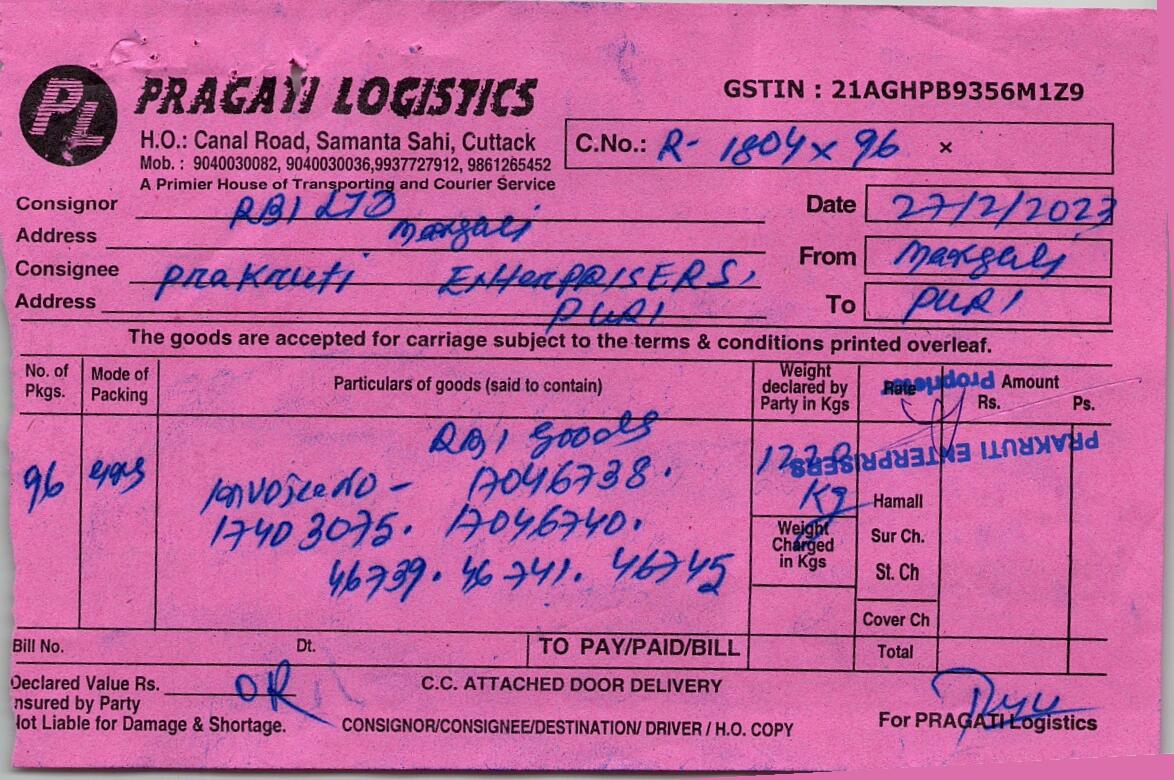 PL PRAGATI LOGISTICS
GSTIN : 21AGHPB9356M1Z9
H.O.: Canal Road, Samanta Sahi, Cuttack
Mob. : 9040030082, 9040030036,9937727912, 9861265452
A Primier House of Transporting and Courier Service
C.No.: R- 1804 x 96 x
Consignor RBI LTD
Date 27/2/2023
Address Mangali
From Mangali
Consignee Prakruti ENTERPRISERS,
Address PURI
To PURI
The goods are accepted for carriage subject to the terms & conditions printed overleaf.
No. of Pkgs.
Mode of Packing
Particulars of goods (said to contain)
Weight declared by Party in Kgs
Rate
Amount
Rs. Ps.
Proprietor
PRAKRUTI ENTERPRISERS
RBI Goods
96
Invoice no - 17046738.
17403075. 17046740.
46739. 46741. 46745
Kg
Weight Charged in Kgs
Hamall
Sur Ch.
St. Ch
Cover Ch
Bill No. Dt. TO PAY/PAID/BILL
Total
Declared Value Rs. OR
C.C. ATTACHED DOOR DELIVERY
nsured by Party
Not Liable for Damage & Shortage.
CONSIGNOR/CONSIGNEE/DESTINATION/ DRIVER / H.O. COPY
For PRAGATI Logistics